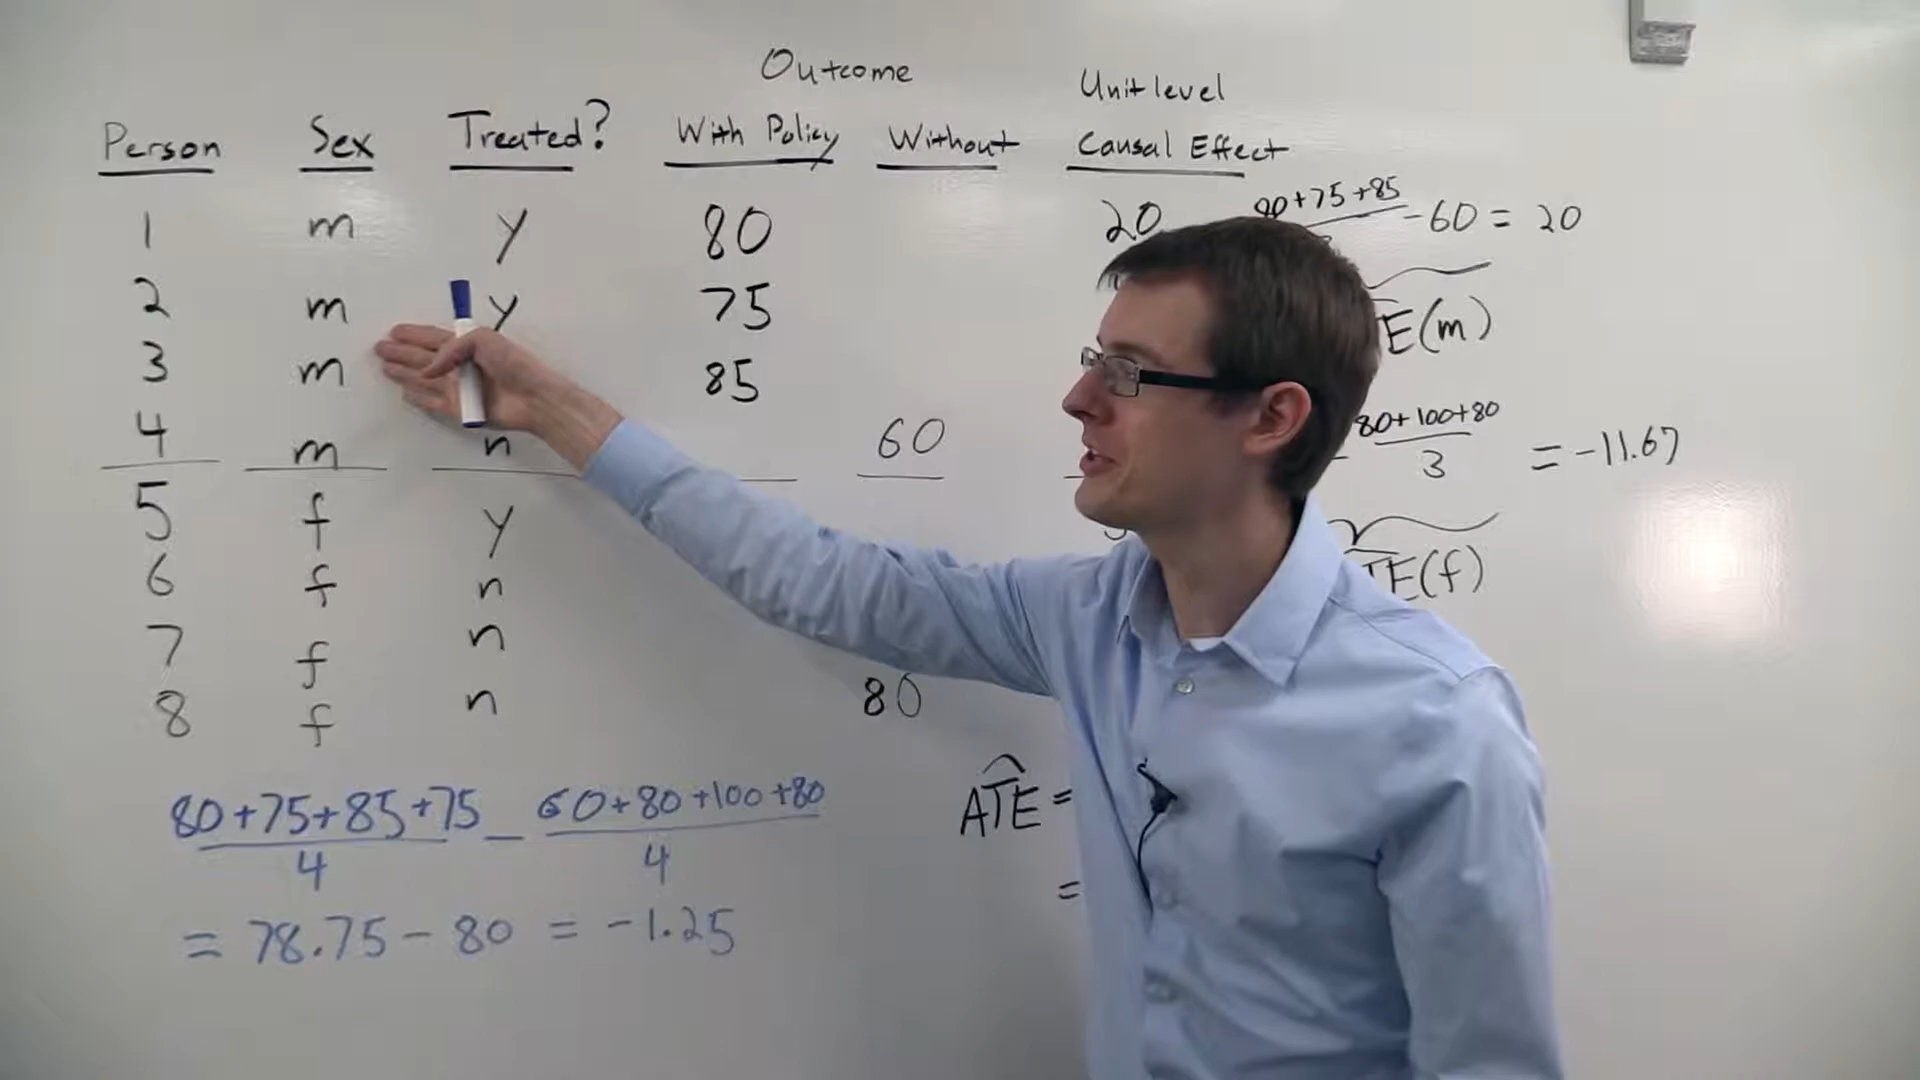 Outcome
Unit level
Person Sex Treated? With Policy Without Causal Effect
1 m y 80 20 80+75+85 -60 = 20
2 m y 75 E(m)
3 m 85
4 m n 60 80+100+80 / 3 = -11.67
5 f y
6 f n E(f)
7 f n
8 f n 80
80+75+85+75 / 4 - 60+80+100+80 / 4 ATE =
= 78.75 - 80 = -1.25 =